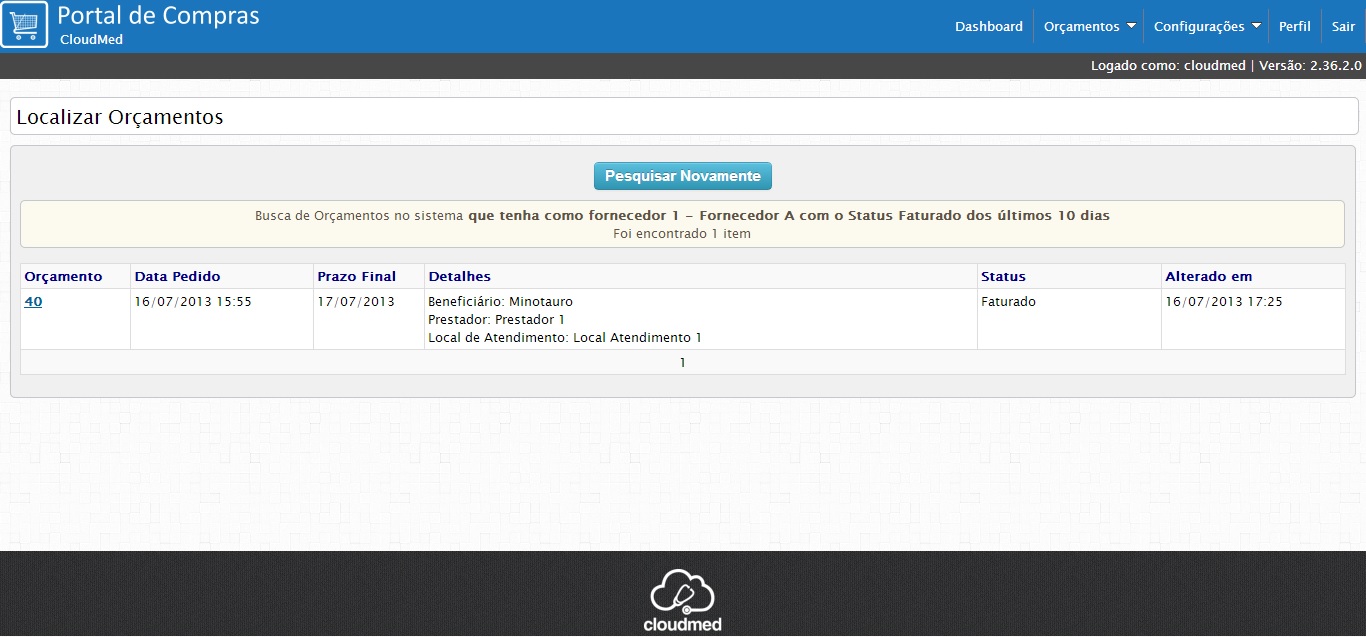 Portal de Compras
CloudMed
Dashboard Orçamentos Configurações Perfil Sair
Logado como: cloudmed | Versão: 2.36.2.0
Localizar Orçamentos
Pesquisar Novamente
Busca de Orçamentos no sistema que tenha como fornecedor 1 - Fornecedor A com o Status Faturado dos últimos 10 dias
Foi encontrado 1 item
Orçamento Data Pedido Prazo Final Detalhes Status Alterado em
40 16/07/2013 15:55 17/07/2013 Beneficiário: Minotauro Faturado 16/07/2013 17:25
Prestador: Prestador 1
Local de Atendimento: Local Atendimento 1
1
cloudmed